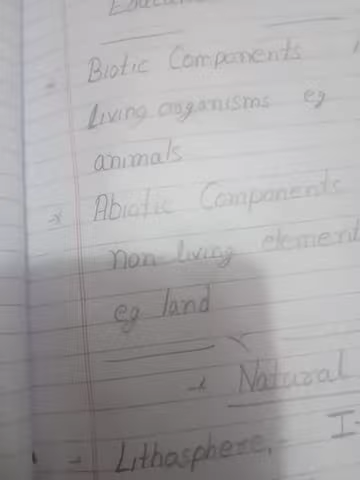 Biotic Components
Living organisms eg
animals
Abiotic Components
non living element
eg land
Natural
- Lithosphere, - I